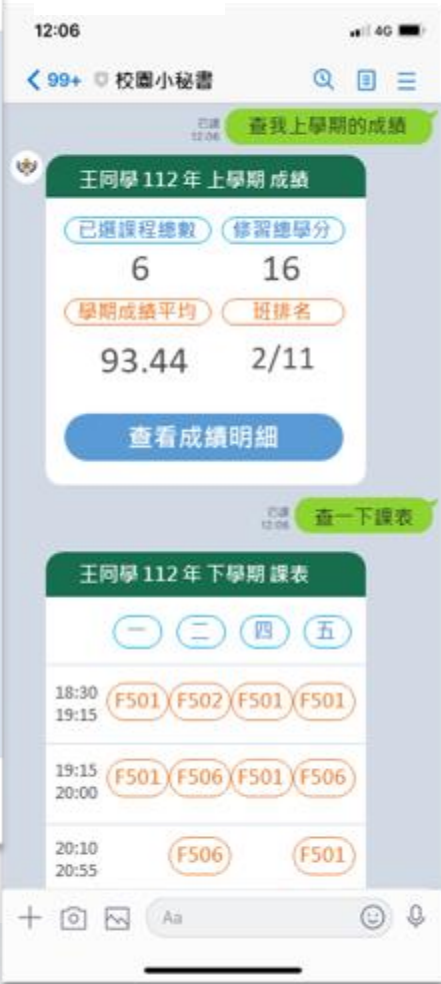 12:06
4G
99+ 校園小秘書
查我上學期的成績
已讀
12:06
王同學 112 年 上學期 成績
已選課程總數 修習總學分
6 16
學期成績平均 班排名
93.44 2/11
查看成績明細
查一下課表
已讀
12:06
王同學 112 年 下學期 課表
一 二 四 五
18:30
19:15
F501 F502 F501 F501
19:15
20:00
F501 F506 F501 F506
20:10
20:55
F506 F501
Aa